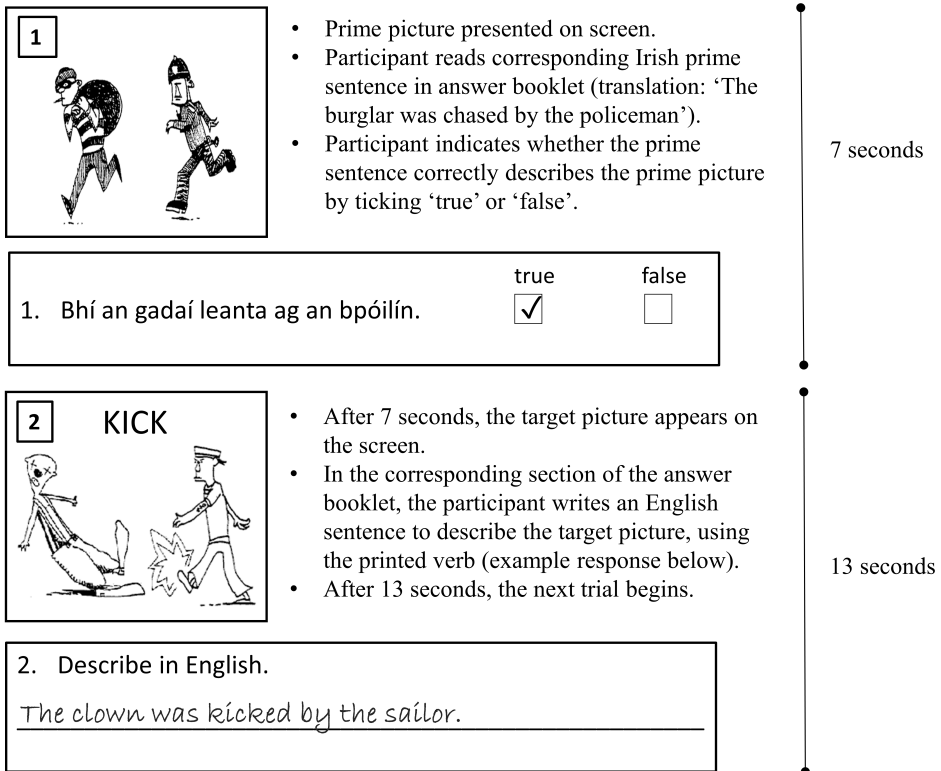 1
• Prime picture presented on screen.
• Participant reads corresponding Irish prime
sentence in answer booklet (translation: ‘The
burglar was chased by the policeman’).
• Participant indicates whether the prime
sentence correctly describes the prime picture
by ticking ‘true’ or ‘false’.
7 seconds
true false
1. Bhí an gadaí leanta ag an bpóilín. ✓
2 KICK
• After 7 seconds, the target picture appears on
the screen.
• In the corresponding section of the answer
booklet, the participant writes an English
sentence to describe the target picture, using
the printed verb (example response below).
• After 13 seconds, the next trial begins.
13 seconds
2. Describe in English.
The clown was kicked by the sailor.